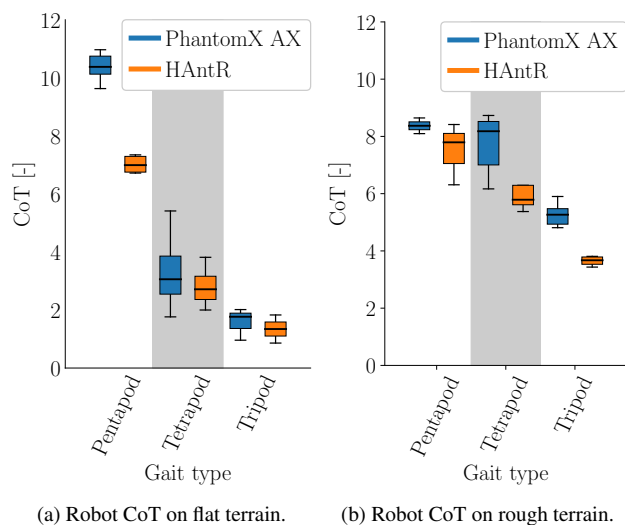 12
10
8
6
4
2
0
CoT [-]
PhantomX AX
HAntR
Pentapod
Tetrapod
Tripod
Gait type
(a) Robot CoT on flat terrain.
12
10
8
6
4
2
0
CoT [-]
PhantomX AX
HAntR
Pentapod
Tetrapod
Tripod
Gait type
(b) Robot CoT on rough terrain.